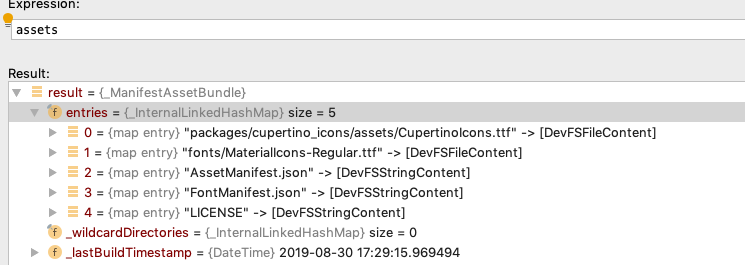 Expression:
assets
Result:
result = {_ManifestAssetBundle}
f entries = {_InternalLinkedHashMap} size = 5
0 = {map entry} "packages/cupertino_icons/assets/CupertinoIcons.ttf" -> [DevFSFileContent]
1 = {map entry} "fonts/MaterialIcons-Regular.ttf" -> [DevFSFileContent]
2 = {map entry} "AssetManifest.json" -> [DevFSStringContent]
3 = {map entry} "FontManifest.json" -> [DevFSStringContent]
4 = {map entry} "LICENSE" -> [DevFSStringContent]
f _wildcardDirectories = {_InternalLinkedHashMap} size = 0
f _lastBuildTimestamp = {DateTime} 2019-08-30 17:29:15.969494